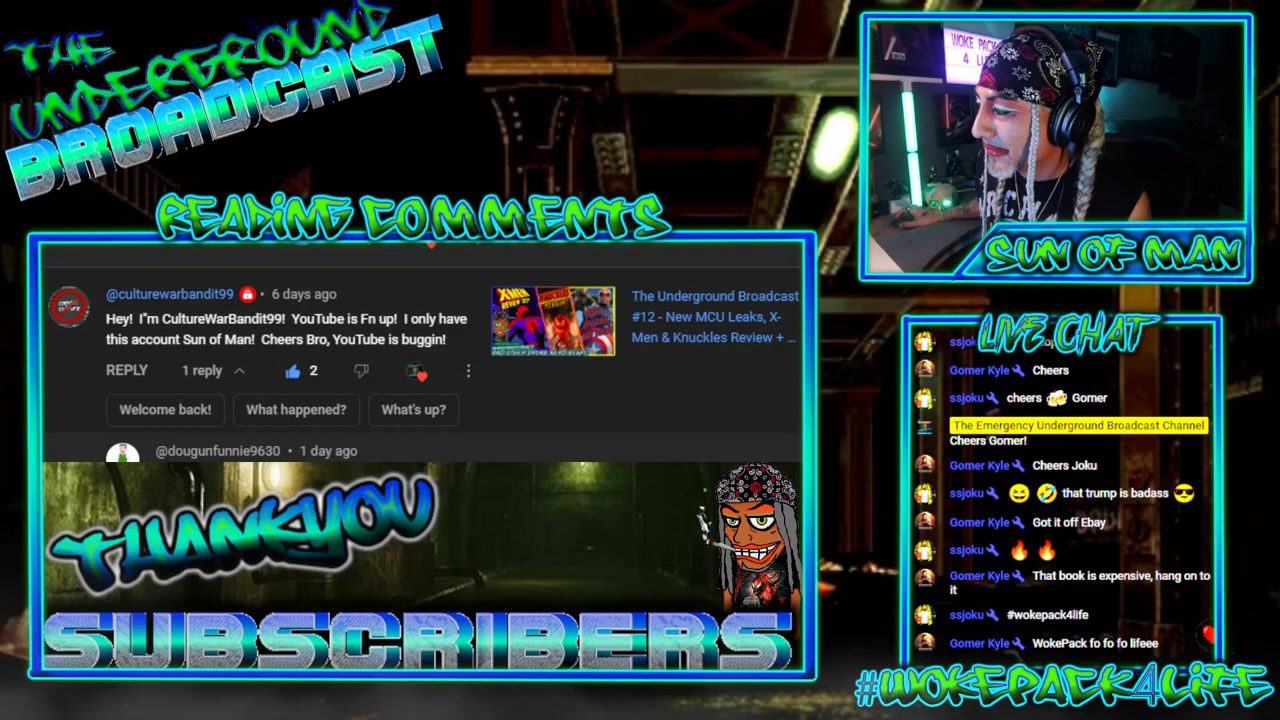 THE
UNDERGROUND
BROADCAST
READING COMMENTS
@culturewarbandit99 • 6 days ago
Hey! I"m CultureWarBandit99! YouTube is Fn up! I only have
this account Sun of Man! Cheers Bro, YouTube is buggin!
REPLY 1 reply 2
Welcome back! What happened? What's up?
@dougunfunnie9630 • 1 day ago
The Underground Broadcast
#12 - New MCU Leaks, X-
Men & Knuckles Review + ...
THANKYOU
SUBSCRIBERS
WOKE PACK
SUN OF MAN
LIVE CHAT
Gomer Kyle Cheers
ssjoku cheers 🍻 Gomer
The Emergency Underground Broadcast Channel
Cheers Gomer!
Gomer Kyle Cheers Joku
ssjoku 😆 🤣 that trump is badass 😎
Gomer Kyle Got it off Ebay
ssjoku 🔥 🔥
Gomer Kyle That book is expensive, hang on to
it
ssjoku #wokepack4life
Gomer Kyle WokePack fo fo fo lifeee
#WOKEPACK4LIFE